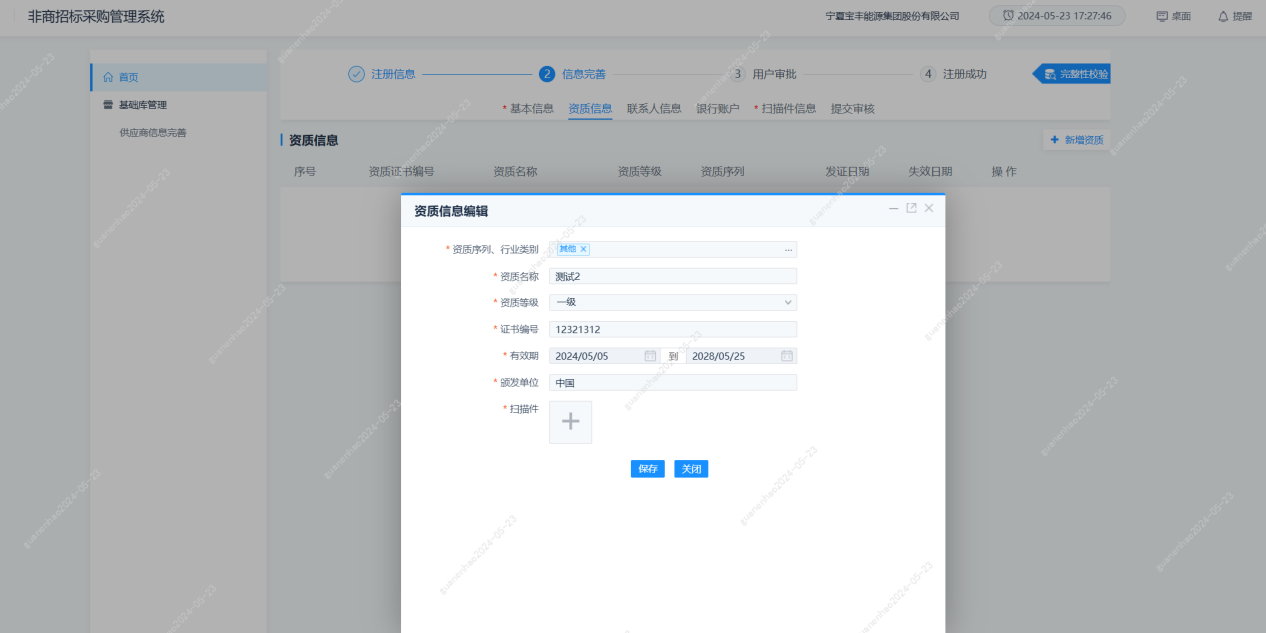 非商招标采购管理系统
宁夏宝丰能源集团股份有限公司 2024-05-23 17:27:46 桌面 提醒
首页
基础库管理
供应商信息完善
注册信息 2 信息完善 3 用户审批 4 注册成功 完整性校验
* 基本信息 资质信息 联系人信息 银行账户 * 扫描件信息 提交审核
资质信息 + 新增资质
序号 资质证书编号 资质名称 资质等级 资质序列 发证日期 失效日期 操作
资质信息编辑
* 资质序列、行业类别 其他 × ...
* 资质名称 测试2
* 资质等级 一级
* 证书编号 12321312
* 有效期 2024/05/05 到 2028/05/25
* 颁发单位 中国
* 扫描件
保存 关闭